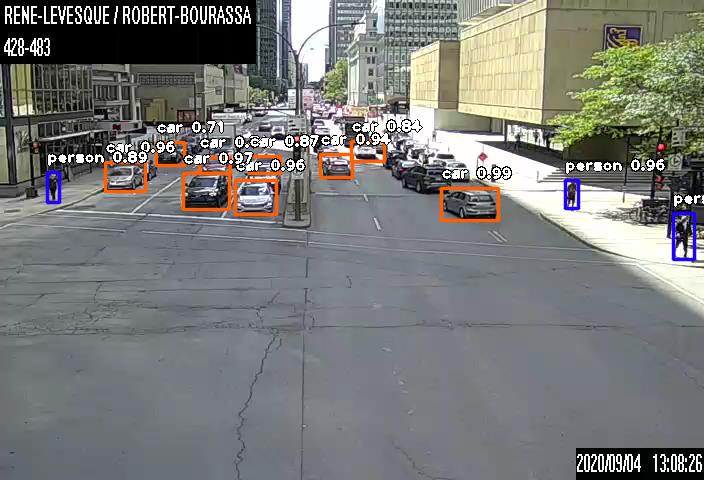 RENE-LEVESQUE / ROBERT-BOURASSA
428-483
car 0.71
car 0.84
car 0.96
car 0.87
car 0.94
person 0.89
car 0.97
car 0.96
car 0.99
person 0.96
pers
2020/09/04 13:08:26